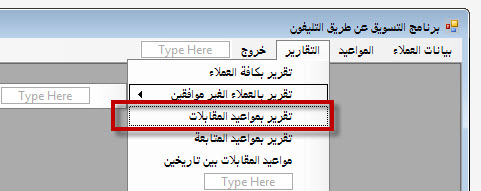 برنامج التسويق عن طريق التليفون
بيانات العملاء المواعيد التقارير خروج Type Here
تقرير بكافة العملاء
تقرير بالعملاء الغير موافقين Type Here
تقرير بمواعيد المقابلات
تقرير بمواعيد المتابعة
مواعيد المقابلات بين تاريخين
Type Here